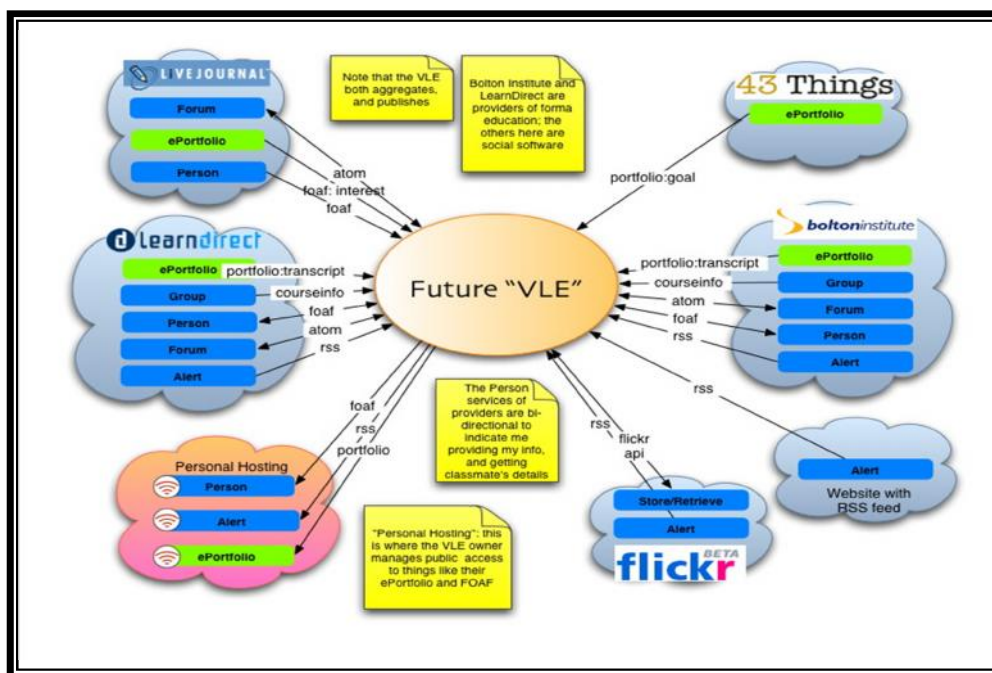 LiVEJOURNAL
Forum
ePortfolio
Person
Note that the VLE
both aggregates,
and publishes
Bolton Institute and
LearnDirect are
providers of forma
education; the
others here are
social software
43 Things
ePortfolio
atom
foaf: interest
foaf
portfolio:goal
learndirect
ePortfolio
Group
Person
Forum
Alert
portfolio:transcript
courseinfo
foaf
atom
rss
Future “VLE”
boltoninstitute
portfolio:transcript
courseinfo
atom
foaf
rss
ePortfolio
Group
Forum
Person
Alert
foaf
rss
portfolio
The Person
services of
providers are bi-
directional to
indicate me
providing my info,
and getting
classmate's details
rss
flickr
api
rss
Personal Hosting
Person
Alert
ePortfolio
"Personal Hosting"; this
is where the VLE owner
manages public access
to things like their
ePortfolio and FOAF
Store/Retrieve
Alert
BETA
flickr
Alert
Website with
RSS feed